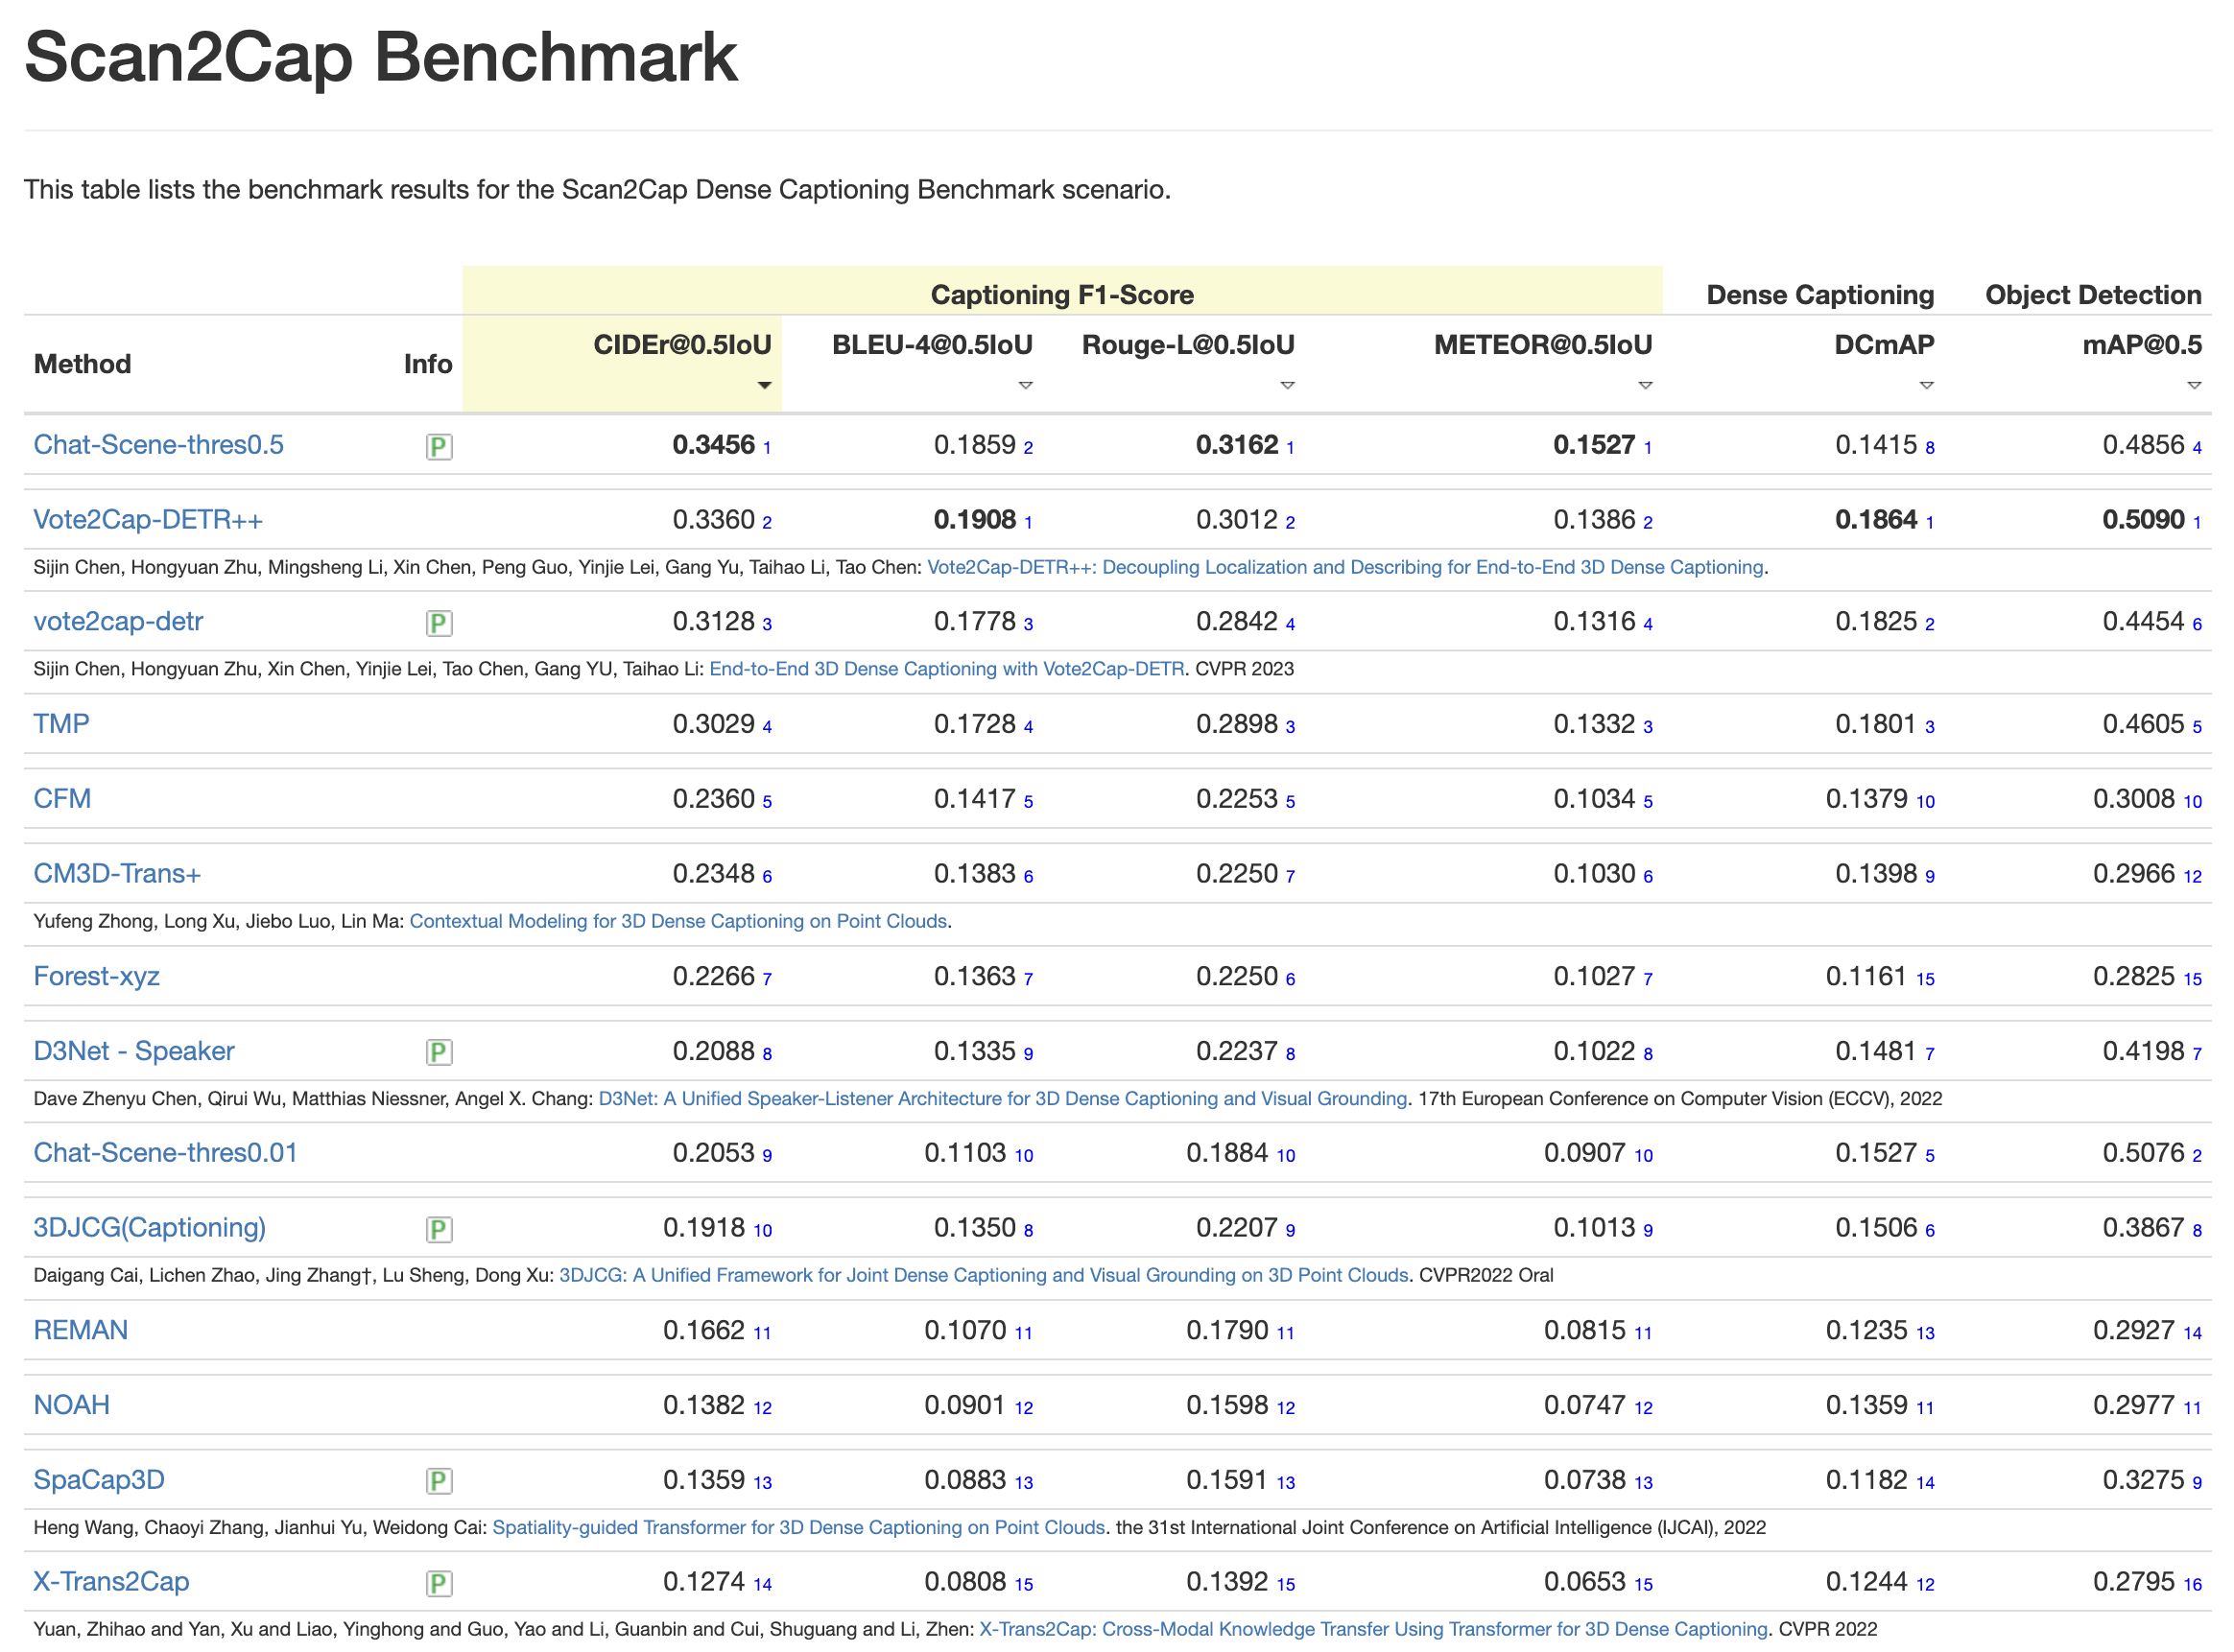 Scan2Cap Benchmark
This table lists the benchmark results for the Scan2Cap Dense Captioning Benchmark scenario.
Captioning F1-Score Dense Captioning Object Detection
Method Info CIDEr@0.5IoU BLEU-4@0.5IoU Rouge-L@0.5IoU METEOR@0.5IoU DCmAP mAP@0.5
Chat-Scene-thres0.5 P 0.3456 1 0.1859 2 0.3162 1 0.1527 1 0.1415 8 0.4856 4
Vote2Cap-DETR++ 0.3360 2 0.1908 1 0.3012 2 0.1386 2 0.1864 1 0.5090 1
Sijin Chen, Hongyuan Zhu, Mingsheng Li, Xin Chen, Peng Guo, Yinjie Lei, Gang Yu, Taihao Li, Tao Chen: Vote2Cap-DETR++: Decoupling Localization and Describing for End-to-End 3D Dense Captioning.
vote2cap-detr P 0.3128 3 0.1778 3 0.2842 4 0.1316 4 0.1825 2 0.4454 6
Sijin Chen, Hongyuan Zhu, Xin Chen, Yinjie Lei, Tao Chen, Gang YU, Taihao Li: End-to-End 3D Dense Captioning with Vote2Cap-DETR. CVPR 2023
TMP 0.3029 4 0.1728 4 0.2898 3 0.1332 3 0.1801 3 0.4605 5
CFM 0.2360 5 0.1417 5 0.2253 5 0.1034 5 0.1379 10 0.3008 10
CM3D-Trans+ 0.2348 6 0.1383 6 0.2250 7 0.1030 6 0.1398 9 0.2966 12
Yufeng Zhong, Long Xu, Jiebo Luo, Lin Ma: Contextual Modeling for 3D Dense Captioning on Point Clouds.
Forest-xyz 0.2266 7 0.1363 7 0.2250 6 0.1027 7 0.1161 15 0.2825 15
D3Net - Speaker P 0.2088 8 0.1335 9 0.2237 8 0.1022 8 0.1481 7 0.4198 7
Dave Zhenyu Chen, Qirui Wu, Matthias Niessner, Angel X. Chang: D3Net: A Unified Speaker-Listener Architecture for 3D Dense Captioning and Visual Grounding. 17th European Conference on Computer Vision (ECCV), 2022
Chat-Scene-thres0.01 0.2053 9 0.1103 10 0.1884 10 0.0907 10 0.1527 5 0.5076 2
3DJCG(Captioning) P 0.1918 10 0.1350 8 0.2207 9 0.1013 9 0.1506 6 0.3867 8
Daigang Cai, Lichen Zhao, Jing Zhang†, Lu Sheng, Dong Xu: 3DJCG: A Unified Framework for Joint Dense Captioning and Visual Grounding on 3D Point Clouds. CVPR2022 Oral
REMAN 0.1662 11 0.1070 11 0.1790 11 0.0815 11 0.1235 13 0.2927 14
NOAH 0.1382 12 0.0901 12 0.1598 12 0.0747 12 0.1359 11 0.2977 11
SpaCap3D P 0.1359 13 0.0883 13 0.1591 13 0.0738 13 0.1182 14 0.3275 9
Heng Wang, Chaoyi Zhang, Jianhui Yu, Weidong Cai: Spatiality-guided Transformer for 3D Dense Captioning on Point Clouds. the 31st International Joint Conference on Artificial Intelligence (IJCAI), 2022
X-Trans2Cap P 0.1274 14 0.0808 15 0.1392 15 0.0653 15 0.1244 12 0.2795 16
Yuan, Zhihao and Yan, Xu and Liao, Yinghong and Guo, Yao and Li, Guanbin and Cui, Shuguang and Li, Zhen: X-Trans2Cap: Cross-Modal Knowledge Transfer Using Transformer for 3D Dense Captioning. CVPR 2022